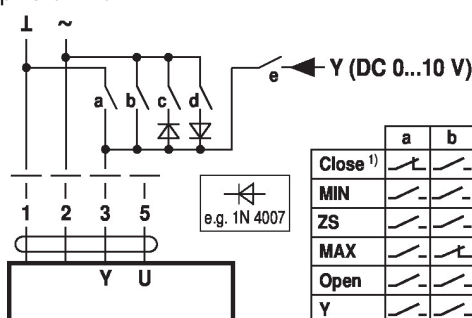 ⊥ ~
a b c d e Y (DC 0...10 V)
1 2 3 5
Y U
e.g. 1N 4007
a b
Close 1)
MIN
ZS
MAX
Open
Y